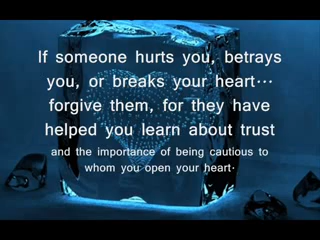 If someone hurts you, betrays
you, or breaks your heart…
forgive them, for they have
helped you learn about trust
and the importance of being cautious to
whom you open your heart.